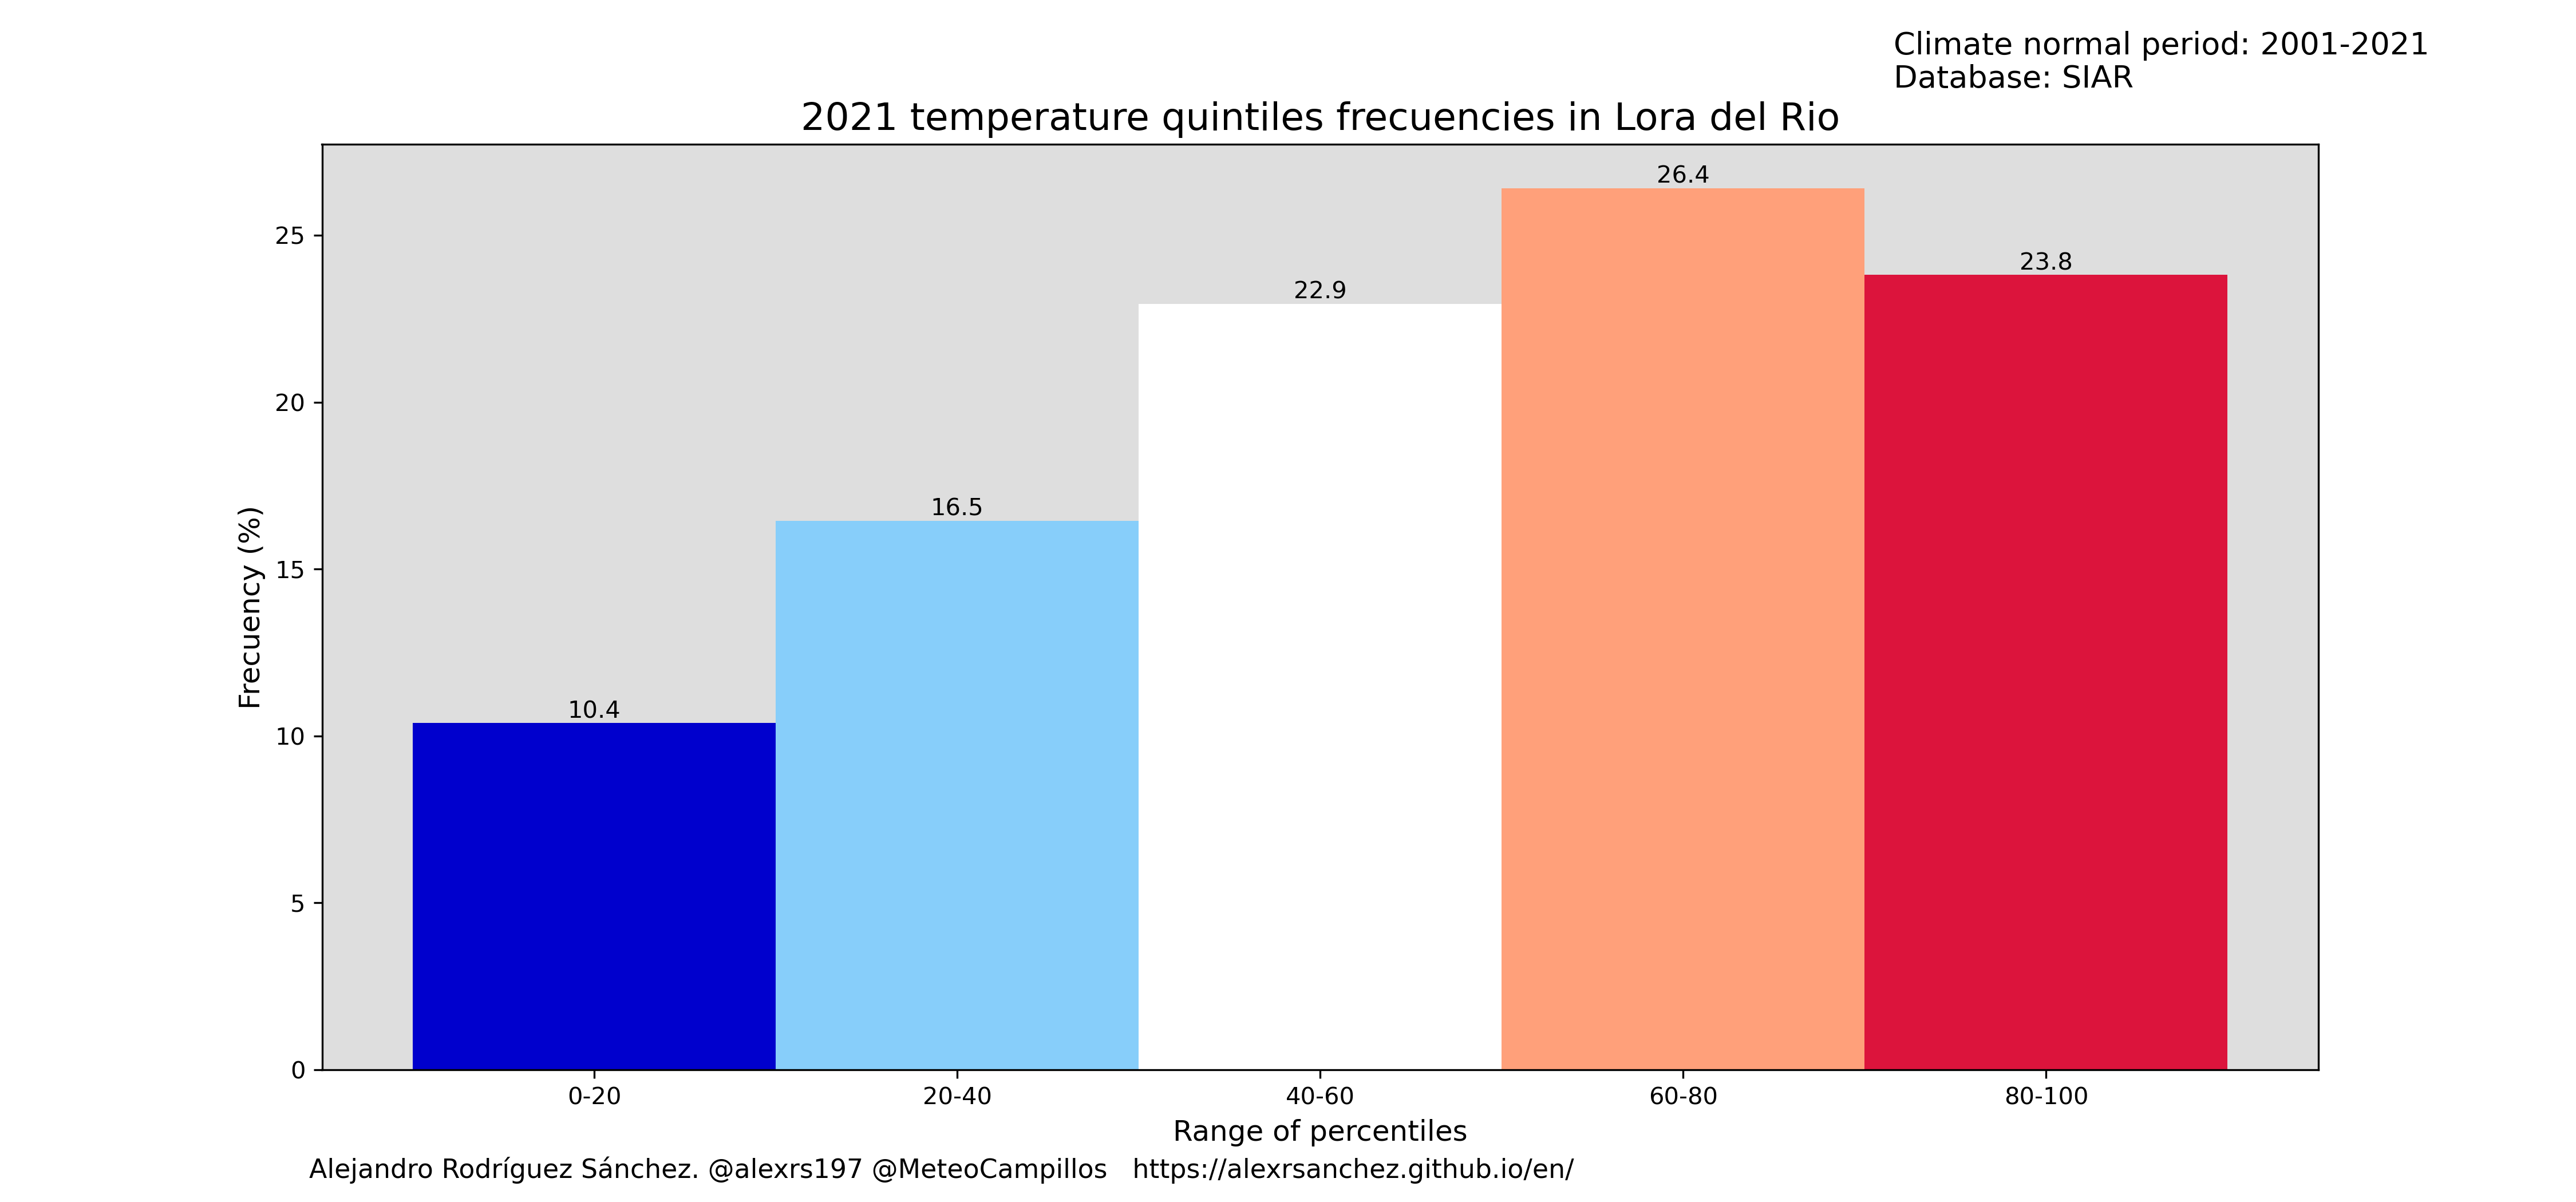 Climate normal period: 2001-2021
Database: SIAR
2021 temperature quintiles frecuencies in Lora del Rio
Frecuency (%)
25
20
15
10
5
0
10.4
16.5
22.9
26.4
23.8
0-20
20-40
40-60
60-80
80-100
Range of percentiles
Alejandro Rodríguez Sánchez. @alexrs197 @MeteoCampillos   https://alexrsanchez.github.io/en/